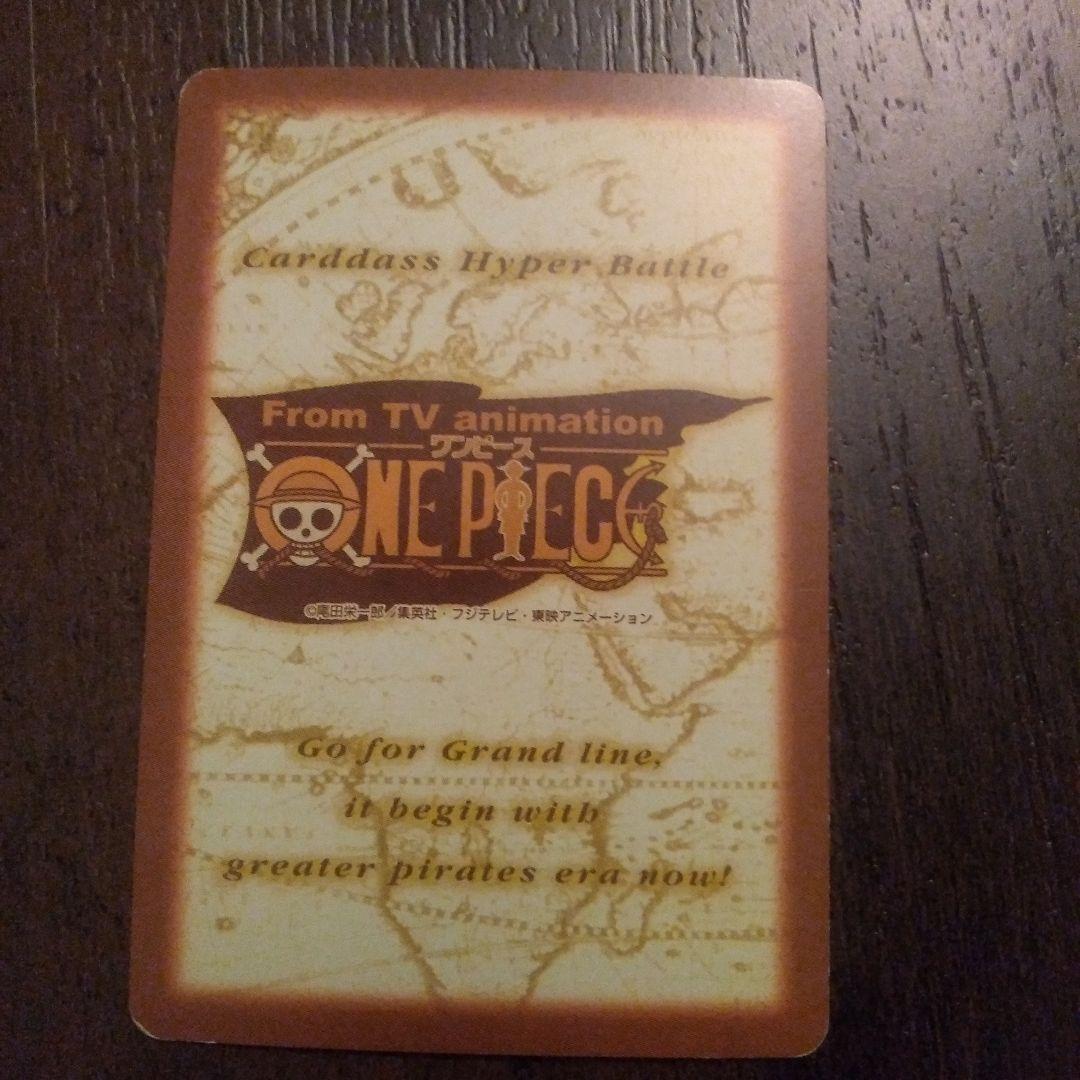 Carddass Hyper Battle
From TV animation
ワンピース
ONE PIECE
©尾田栄一郎/集英社・フジテレビ・東映アニメーション
Go for Grand line,
it begin with
greater pirates era now!